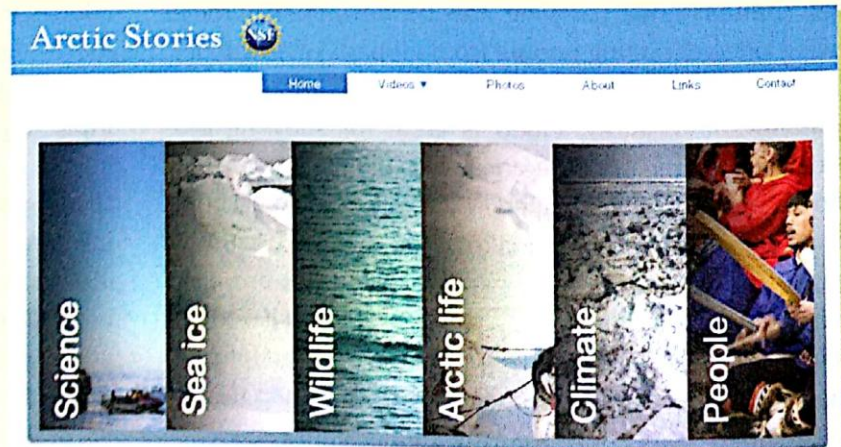 Arctic Stories NSF
Home Videos ▼ Photos About Links Contact
Science
Sea ice
Wildlife
Arctic life
Climate
People